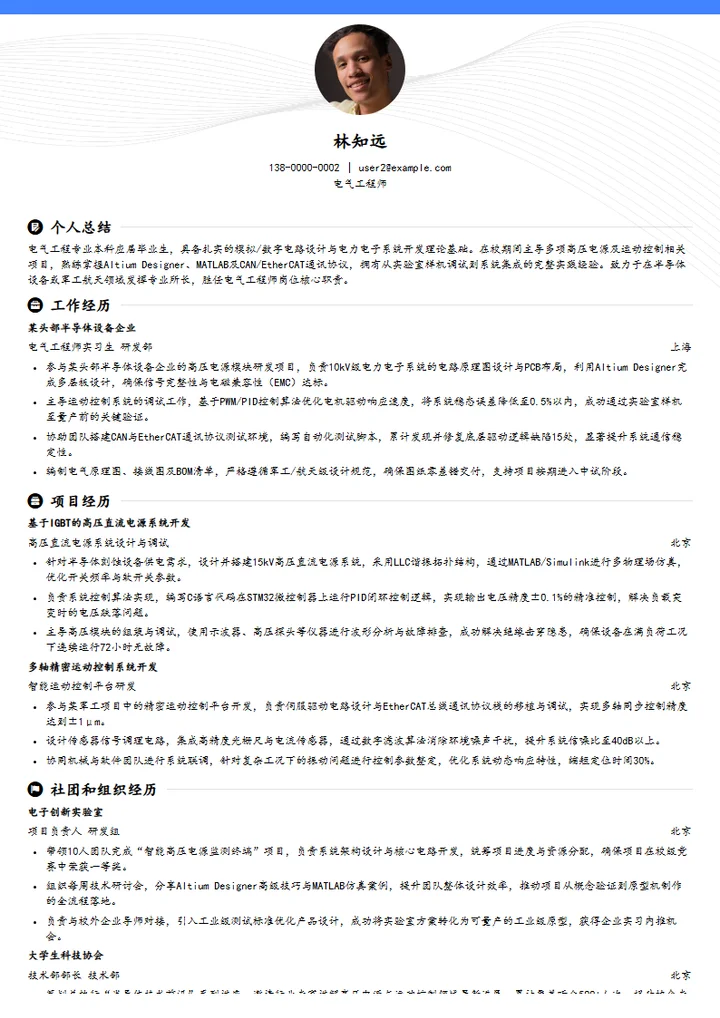 林知远
138-0000-0002 | user2@example.com
电气工程师
个人总结
电气工程专业本科应届毕业生，具备扎实的模拟/数字电路设计与电力电子系统开发理论基础。在校期间主导多项高压电源及运动控制相关
项目，熟练掌握Altium Designer、MATLAB及CAN/EtherCAT通讯协议，拥有从实验室样机调试到系统集成的完整实践经验。致力于在半导体
设备或军工航天领域发挥专业所长，胜任电气工程师岗位核心职责。
工作经历
某头部半导体设备企业
电气工程师实习生 研发部 上海
• 参与某头部半导体设备企业的高压电源模块研发项目，负责10kV级电力电子系统的电路原理图设计与PCB布局，利用Altium Designer完
成多层板设计，确保信号完整性与电磁兼容性（EMC）达标。
• 主导运动控制系统的调试工作，基于PWM/PID控制算法优化电机驱动响应速度，将系统稳态误差降低至0.5%以内，成功通过实验室样机
至量产前的关键验证。
• 协助团队搭建CAN与EtherCAT通讯协议测试环境，编写自动化测试脚本，累计发现并修复底层驱动逻辑缺陷15处，显著提升系统通信稳
定性。
• 编制电气原理图、接线图及BOM清单，严格遵循军工/航天级设计规范，确保图纸零差错交付，支持项目按期进入中试阶段。
项目经历
基于IGBT的高压直流电源系统开发
高压直流电源系统设计与调试 北京
• 针对半导体刻蚀设备供电需求，设计并搭建15kV高压直流电源系统，采用LLC谐振拓扑结构，通过MATLAB/Simulink进行多物理场仿真，
优化开关频率与软开关参数。
• 负责系统控制算法实现，编写C语言代码在STM32微控制器上运行PID闭环控制逻辑，实现输出电压精度±0.1%的精准控制，解决负载突
变时的电压跌落问题。
• 主导高压模块的组装与调试，使用示波器、高压探头等仪器进行波形分析与故障排查，成功解决绝缘击穿隐患，确保设备在满负荷工况
下连续运行72小时无故障。
多轴精密运动控制系统开发
智能运动控制平台研发 北京
• 参与某军工项目中的精密运动控制平台开发，负责伺服驱动电路设计与EtherCAT总线通讯协议栈的移植与调试，实现多轴同步控制精度
达到±1μm。
• 设计传感器信号调理电路，集成高精度光栅尺与电流传感器，通过数字滤波算法消除环境噪声干扰，提升系统信噪比至40dB以上。
• 协同机械与软件团队进行系统联调，针对复杂工况下的振动问题进行控制参数整定，优化系统动态响应特性，缩短定位时间30%。
社团和组织经历
电子创新实验室
项目负责人 研发组 北京
• 带领10人团队完成“智能高压电源监测终端”项目，负责系统架构设计与核心电路开发，统筹项目进度与资源分配，确保项目在校级竞
赛中荣获一等奖。
• 组织每周技术研讨会，分享Altium Designer高级技巧与MATLAB仿真案例，提升团队整体设计效率，推动项目从概念验证到原型机制作
的全流程落地。
• 负责与校外企业导师对接，引入工业级测试标准优化产品设计，成功将实验室方案转化为可量产的工业级原型，获得企业实习内推机
会。
大学生科技协会
技术部部长 技术部 北京